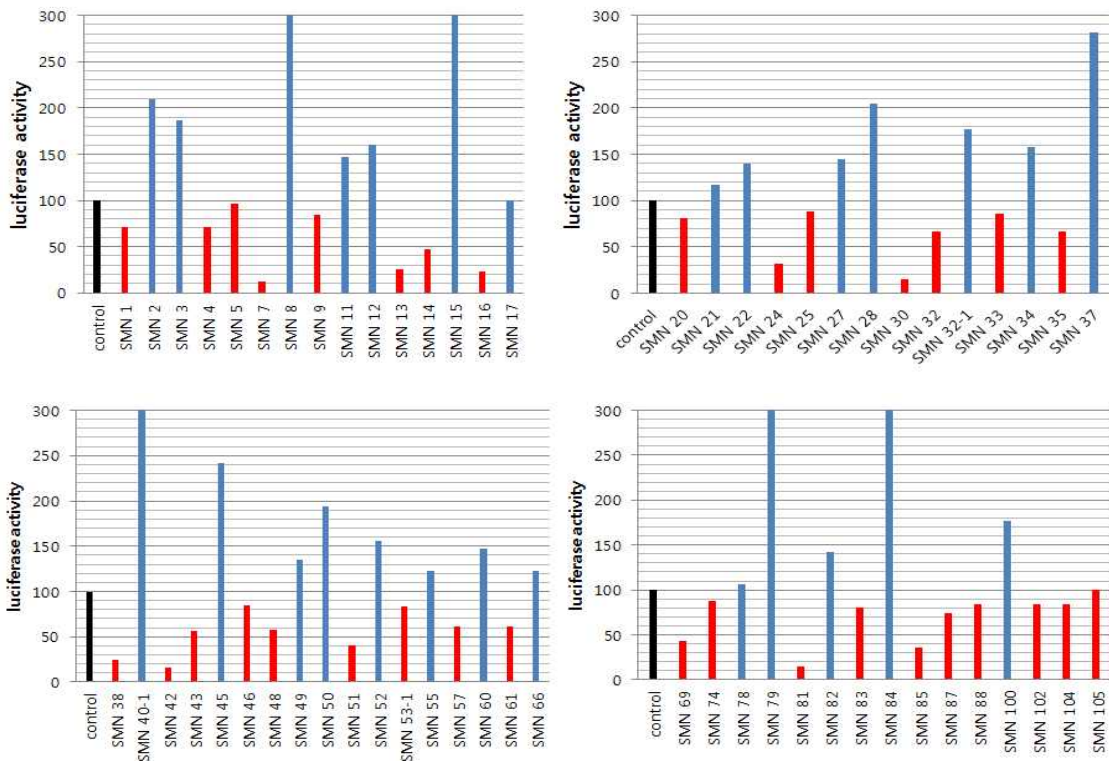 luciferase activity
300
250
200
150
100
50
0
control
SMN 1
SMN 2
SMN 3
SMN 4
SMN 5
SMN 7
SMN 8
SMN 9
SMN 11
SMN 12
SMN 13
SMN 14
SMN 15
SMN 16
SMN 17
luciferase activity
300
250
200
150
100
50
0
control
SMN 20
SMN 21
SMN 22
SMN 24
SMN 25
SMN 27
SMN 28
SMN 30
SMN 32
SMN 32-1
SMN 33
SMN 34
SMN 35
SMN 37
luciferase activity
300
250
200
150
100
50
0
control
SMN 38
SMN 40-1
SMN 42
SMN 43
SMN 45
SMN 46
SMN 48
SMN 49
SMN 50
SMN 51
SMN 52
SMN 53-1
SMN 55
SMN 57
SMN 60
SMN 61
SMN 66
luciferase activity
300
250
200
150
100
50
0
control
SMN 69
SMN 74
SMN 78
SMN 79
SMN 81
SMN 82
SMN 83
SMN 84
SMN 85
SMN 87
SMN 88
SMN 100
SMN 102
SMN 104
SMN 105